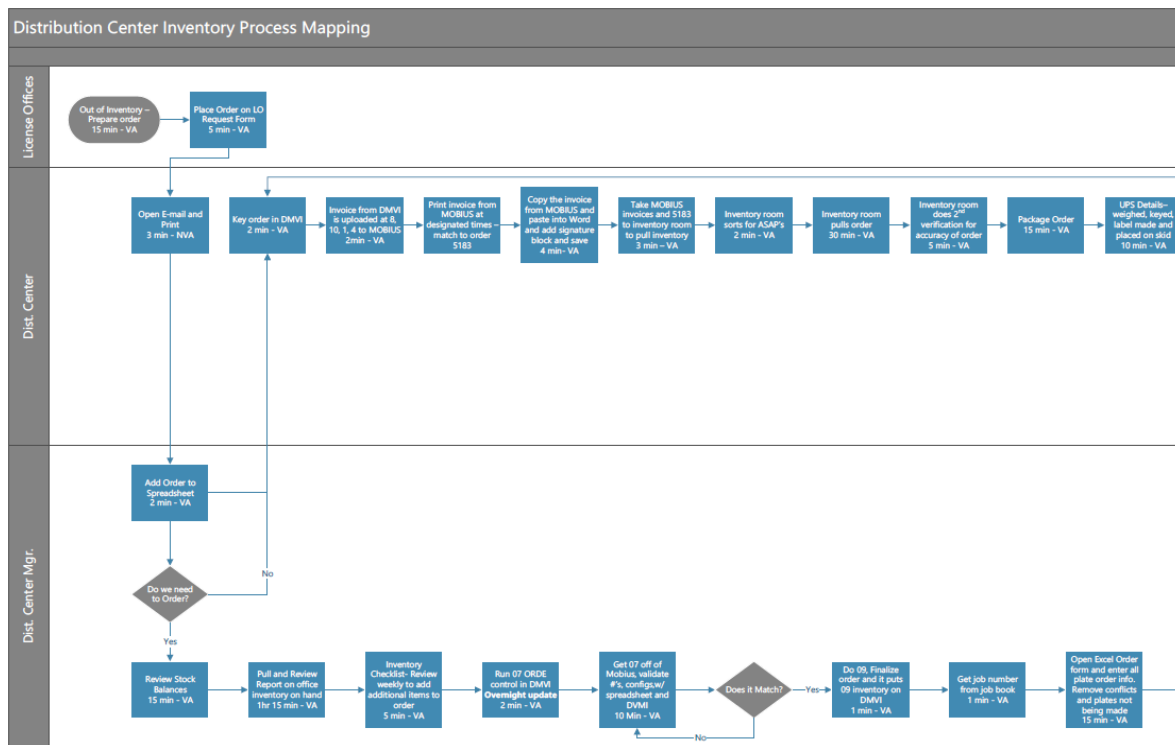 Distribution Center Inventory Process Mapping
License Offices
Out of Inventory –
Prepare order
15 min - VA
Place Order on LO
Request Form
5 min - VA
Dist. Center
Open E-mail and
Print
3 min - NVA
Key order in DMVI
2 min - VA
Invoice from DMVI
is uploaded at 8,
10, 1, 4 to MOBIUS
2min - VA
Print invoice from
MOBIUS at
designated times –
match to order
5183
Copy the invoice
from MOBIUS and
paste into Word
and add signature
block and save
4 min- VA
Take MOBIUS
invoices and 5183
to inventory room
to pull inventory
3 min – VA
Inventory room
sorts for ASAP's
2 min - VA
Inventory room
pulls order
30 min - VA
Inventory room
does 2nd
verification for
accuracy of order
5 min - VA
Package Order
15 min - VA
UPS Details–
weighed, keyed,
label made and
placed on skid
10 min - VA
Dist. Center Mgr.
Add Order to
Spreadsheet
2 min - VA
Do we need
to Order?
No
Yes
Review Stock
Balances
15 min - VA
Pull and Review
Report on office
inventory on hand
1hr 15 min - VA
Inventory
Checklist- Review
weekly to add
additional items to
order
5 min - VA
Run 07 ORDE
control in DMVI
Overnight update
2 min - VA
Get 07 off of
Mobius, validate
#'s, configs,w/
spreadsheet and
DVMI
10 Min - VA
Does it Match?
Yes
No
Do 09, Finalize
order and it puts
09 inventory on
DMVI
1 min - VA
Get job number
from job book
1 min - VA
Open Excel Order
form and enter all
plate order info.
Remove conflicts
and plates not
being made
15 min - VA